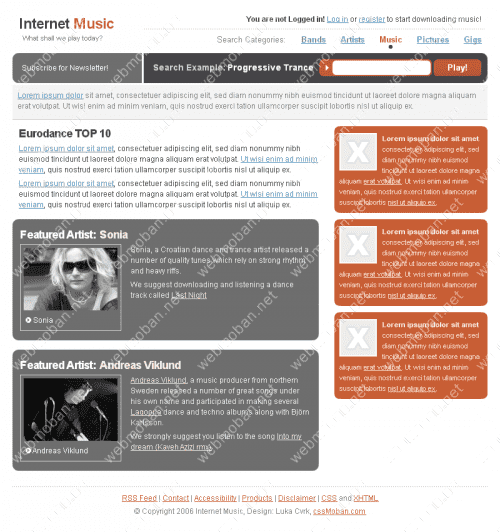 Internet Music
What shall we play today?
You are not Logged in! Log in or register to start downloading music!
Search Categories: Bands Artists Music Pictures Gigs
Subscribe for Newsletter!
Search Example: Progressive Trance
Play!
Lorem ipsum dolor sit amet, consectetuer adipiscing elit, sed diam nonummy nibh euismod tincidunt ut laoreet dolore magna aliquam
erat volutpat. Ut wisi enim ad minim veniam, quis nostrud exerci tation ullamcorper suscipit lobortis nisl ut aliquip ex.
Eurodance TOP 10
Lorem ipsum dolor sit amet, consectetuer adipiscing elit, sed diam nonummy nibh
euismod tincidunt ut laoreet dolore magna aliquam erat volutpat. Ut wisi enim ad minim
veniam, quis nostrud exerci tation ullamcorper suscipit lobortis nisl ut aliquip ex.
Lorem ipsum dolor sit amet, consectetuer adipiscing elit, sed diam nonummy nibh
euismod tincidunt ut laoreet dolore magna aliquam erat volutpat. Ut wisi enim ad minim
veniam, quis nostrud exerci tation ullamcorper suscipit lobortis nisl ut aliquip ex.
Featured Artist: Sonia
Sonia, a Croatian dance and trance artist released a
number of quality tunes which rely on strong rhythm
and heavy riffs.
We suggest downloading and listening a dance
track called Last Night
Sonia
Featured Artist: Andreas Viklund
Andreas Viklund, a music producer from northern
Sweden released a number of great songs under
his own name and participated in making several
Langone dance and techno albums along with Björn
Karlsson.
We strongly suggest you listen to the song Into my
dream (Kaveh Azizi rmx)
Andreas Viklund
X
Lorem ipsum dolor sit amet
consectetuer adipiscing elit, sed
diam nonummy nibh euismod
tincidunt ut laoreet dolore magna
aliquam erat volutpat. Ut wisi enim ad minim
veniam, quis nostrud exerci tation ullamcorper
suscipit lobortis nisl ut aliquip ex.
X
Lorem ipsum dolor sit amet
consectetuer adipiscing elit, sed
diam nonummy nibh euismod
tincidunt ut laoreet dolore magna
aliquam erat volutpat. Ut wisi enim ad minim
veniam, quis nostrud exerci tation ullamcorper
suscipit lobortis nisl ut aliquip ex.
X
Lorem ipsum dolor sit amet
consectetuer adipiscing elit, sed
diam nonummy nibh euismod
tincidunt ut laoreet dolore magna
aliquam erat volutpat. Ut wisi enim ad minim
veniam, quis nostrud exerci tation ullamcorper
suscipit lobortis nisl ut aliquip ex.
RSS Feed | Contact | Accessibility | Products | Disclaimer | CSS and XHTML
© Copyright 2006 Internet Music, Design: Luka Cvrk, cssMoban.com
webmoban.net